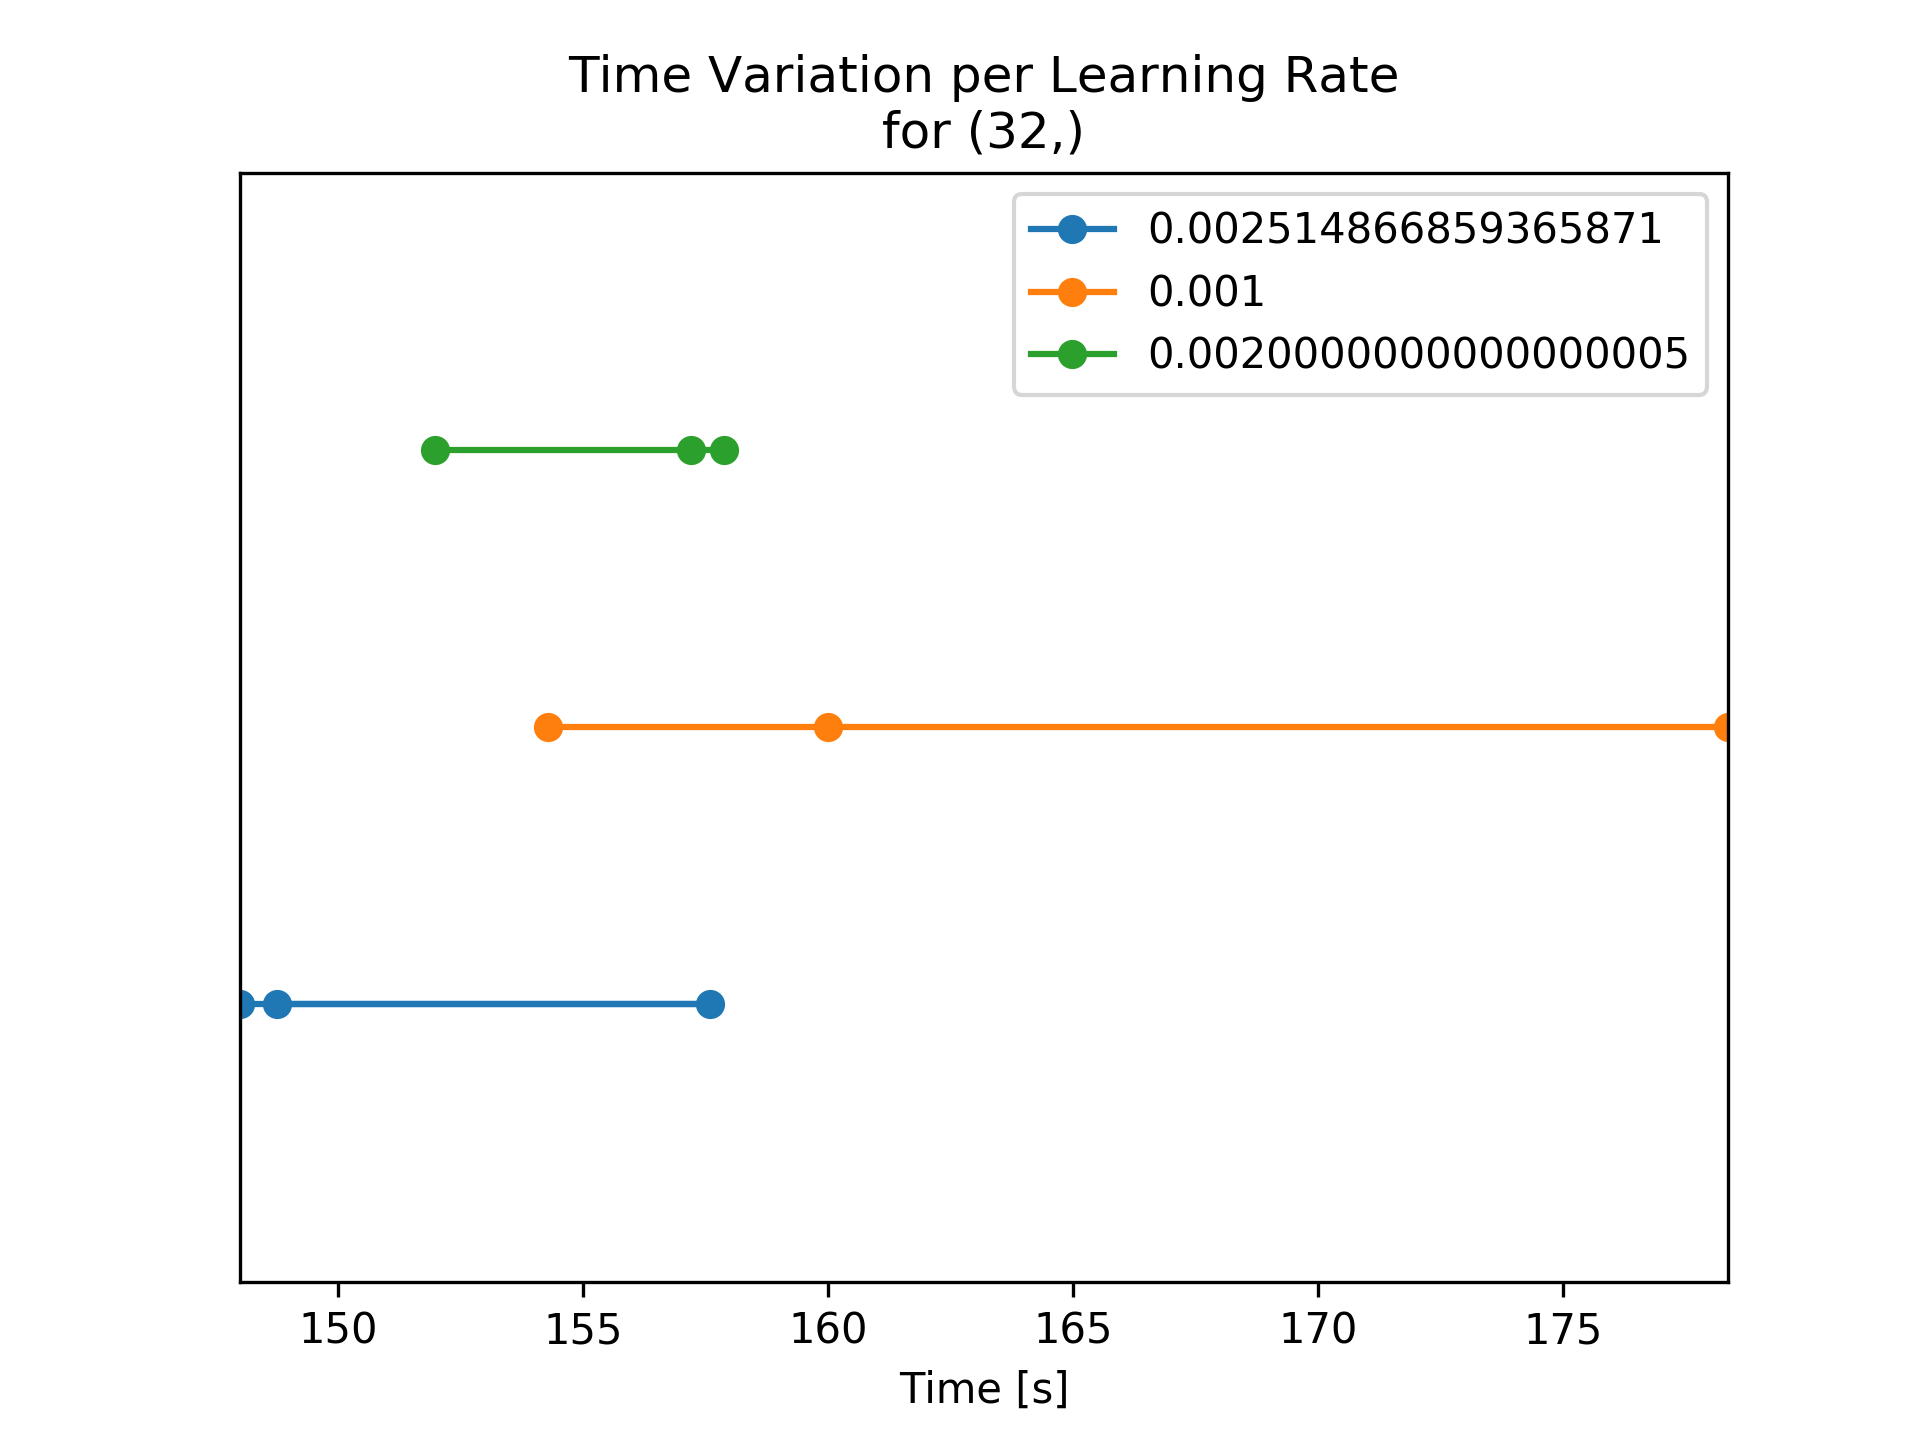 Time Variation per Learning Rate
for (32,)
0.002514866859365871
0.001
0.0020000000000000005
150 155 160 165 170 175
Time [s]